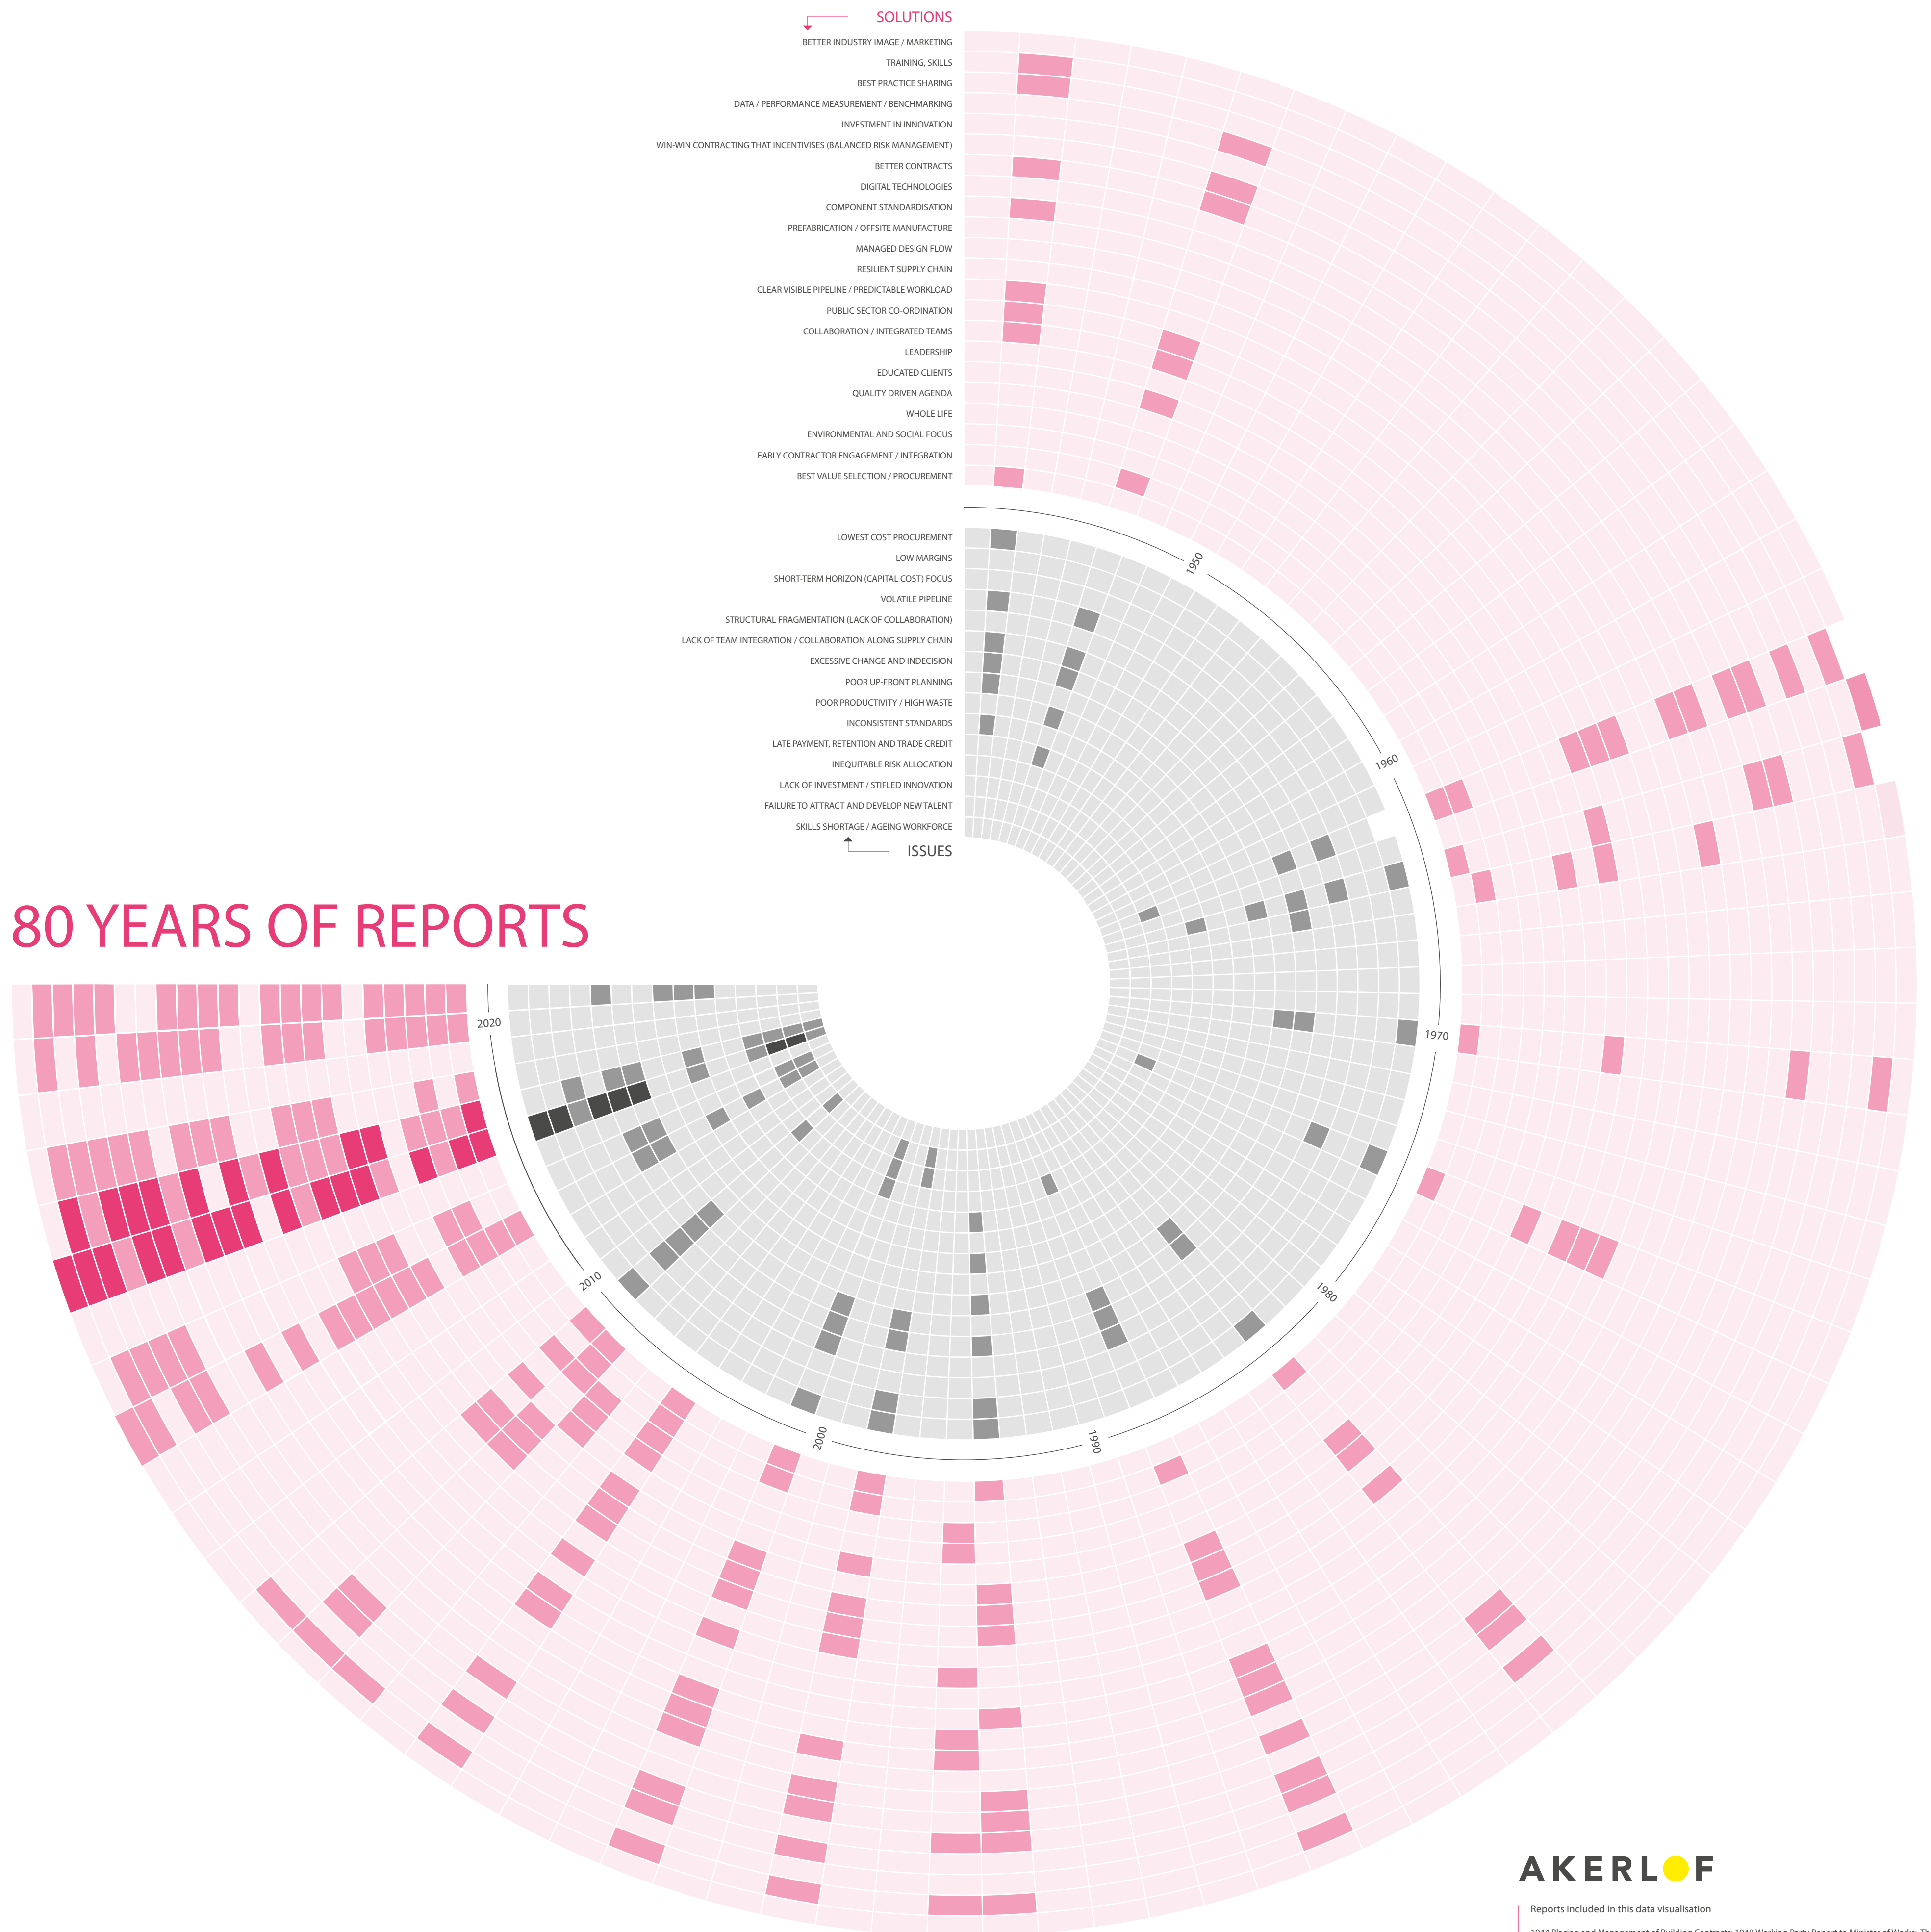 SOLUTIONS
BETTER INDUSTRY IMAGE / MARKETING
TRAINING, SKILLS
BEST PRACTICE SHARING
DATA / PERFORMANCE MEASUREMENT / BENCHMARKING
INVESTMENT IN INNOVATION
WIN-WIN CONTRACTING THAT INCENTIVISES (BALANCED RISK MANAGEMENT)
BETTER CONTRACTS
DIGITAL TECHNOLOGIES
COMPONENT STANDARDISATION
PREFABRICATION / OFFSITE MANUFACTURE
MANAGED DESIGN FLOW
RESILIENT SUPPLY CHAIN
CLEAR VISIBLE PIPELINE / PREDICTABLE WORKLOAD
PUBLIC SECTOR CO-ORDINATION
COLLABORATION / INTEGRATED TEAMS
LEADERSHIP
EDUCATED CLIENTS
QUALITY DRIVEN AGENDA
WHOLE LIFE
ENVIRONMENTAL AND SOCIAL FOCUS
EARLY CONTRACTOR ENGAGEMENT / INTEGRATION
BEST VALUE SELECTION / PROCUREMENT
LOWEST COST PROCUREMENT
LOW MARGINS
SHORT-TERM HORIZON (CAPITAL COST) FOCUS
VOLATILE PIPELINE
STRUCTURAL FRAGMENTATION (LACK OF COLLABORATION)
LACK OF TEAM INTEGRATION / COLLABORATION ALONG SUPPLY CHAIN
EXCESSIVE CHANGE AND INDECISION
POOR UP-FRONT PLANNING
POOR PRODUCTIVITY / HIGH WASTE
INCONSISTENT STANDARDS
LATE PAYMENT, RETENTION AND TRADE CREDIT
INEQUITABLE RISK ALLOCATION
LACK OF INVESTMENT / STIFLED INNOVATION
FAILURE TO ATTRACT AND DEVELOP NEW TALENT
SKILLS SHORTAGE / AGEING WORKFORCE
ISSUES
1950
1960
1970
1980
1990
2000
2010
2020
80 YEARS OF REPORTS
AKERLOF
Reports included in this data visualisation